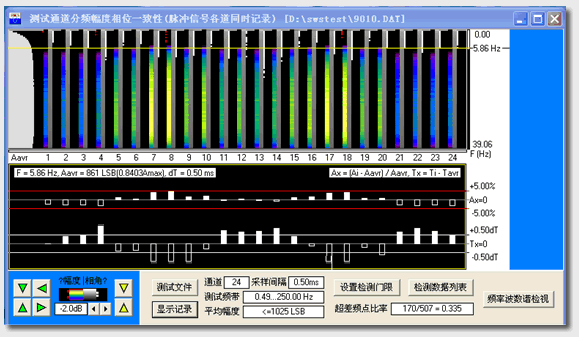 测试通道分频幅度相位一致性(脉冲信号各道同时记录) [D:\swstest\9010.DAT]
0.00
5.86 Hz
39.06
F (Hz)
Aavr 1 2 3 4 5 6 7 8 9 10 11 12 13 14 15 16 17 18 19 20 21 22 23 24
F = 5.86 Hz, Aavr = 861 LSB(0.8403Amax), dT = 0.50 ms
Ax = (Ai - Aavr) / Aavr, Tx = Ti - Tavr
+5.00%
Ax=0
-5.00%
+0.50dT
Tx=0
-0.50dT
?幅度 |相角?
-2.0dB
测试文件
显示记录
通道 24 采样间隔 0.50ms
测试频带 0.49...250.00 Hz
平均幅度 <=1025 LSB
设置检测门限
检测数据列表
超差频点比率 170/507 = 0.335
频率波数谱检视